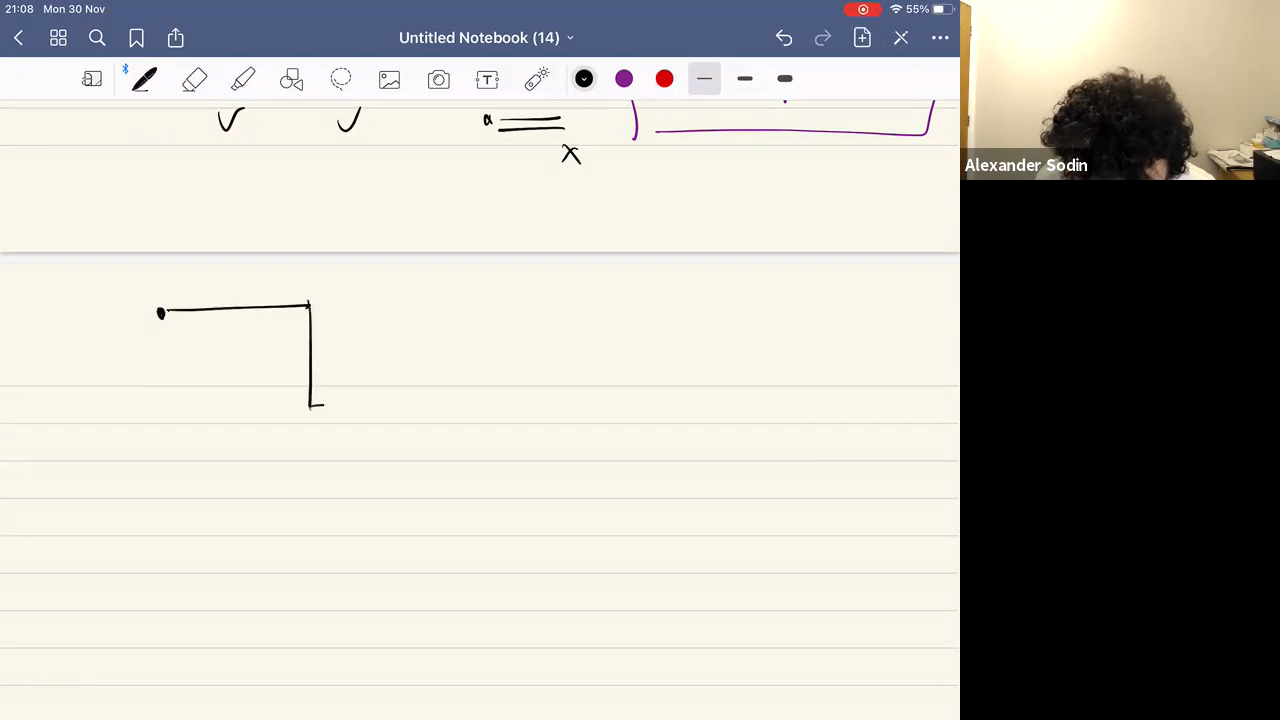 21:08 Mon 30 Nov
55%
Untitled Notebook (14)
a
x
Alexander Sodin